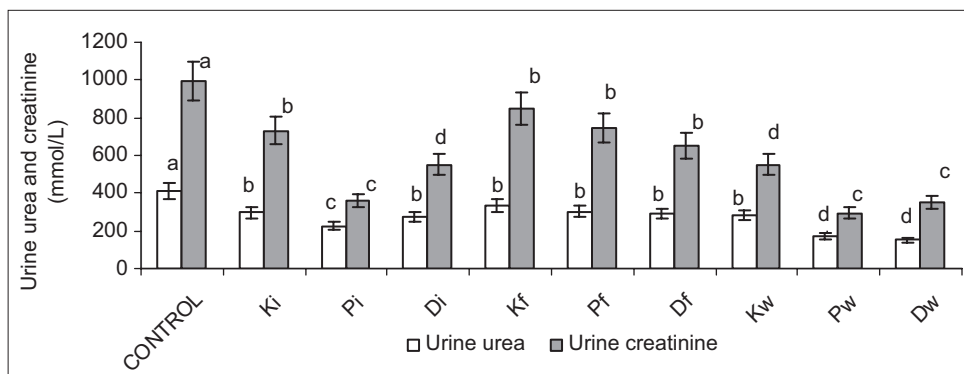 Urine urea and creatinine
(mmol/L)
1200
1000
800
600
400
200
0
a a
b b
c c
b d
b b
b b
b b
b d
d c
d c
CONTROL Ki Pi Di Kf Pf Df Kw Pw Dw
Urine urea Urine creatinine